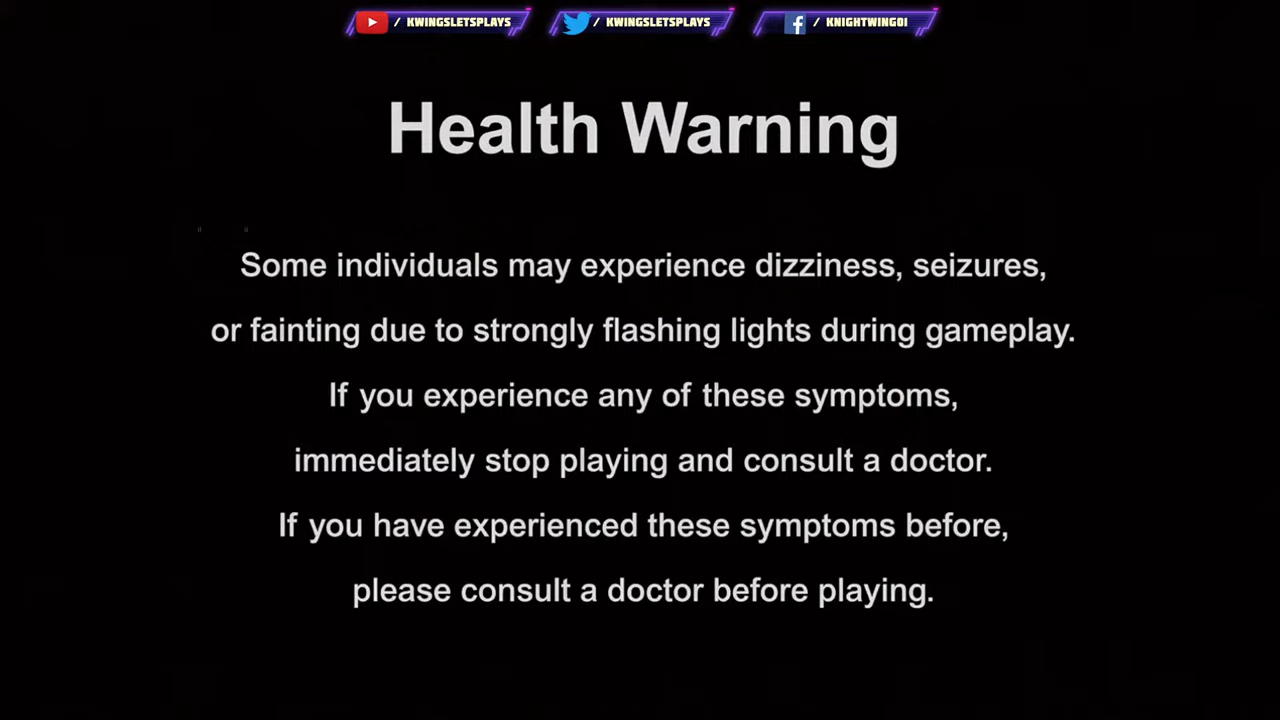 / KWINGSLETSPLAYS / KWINGSLETSPLAYS / KNIGHTWING01
Health Warning
Some individuals may experience dizziness, seizures,
or fainting due to strongly flashing lights during gameplay.
If you experience any of these symptoms,
immediately stop playing and consult a doctor.
If you have experienced these symptoms before,
please consult a doctor before playing.